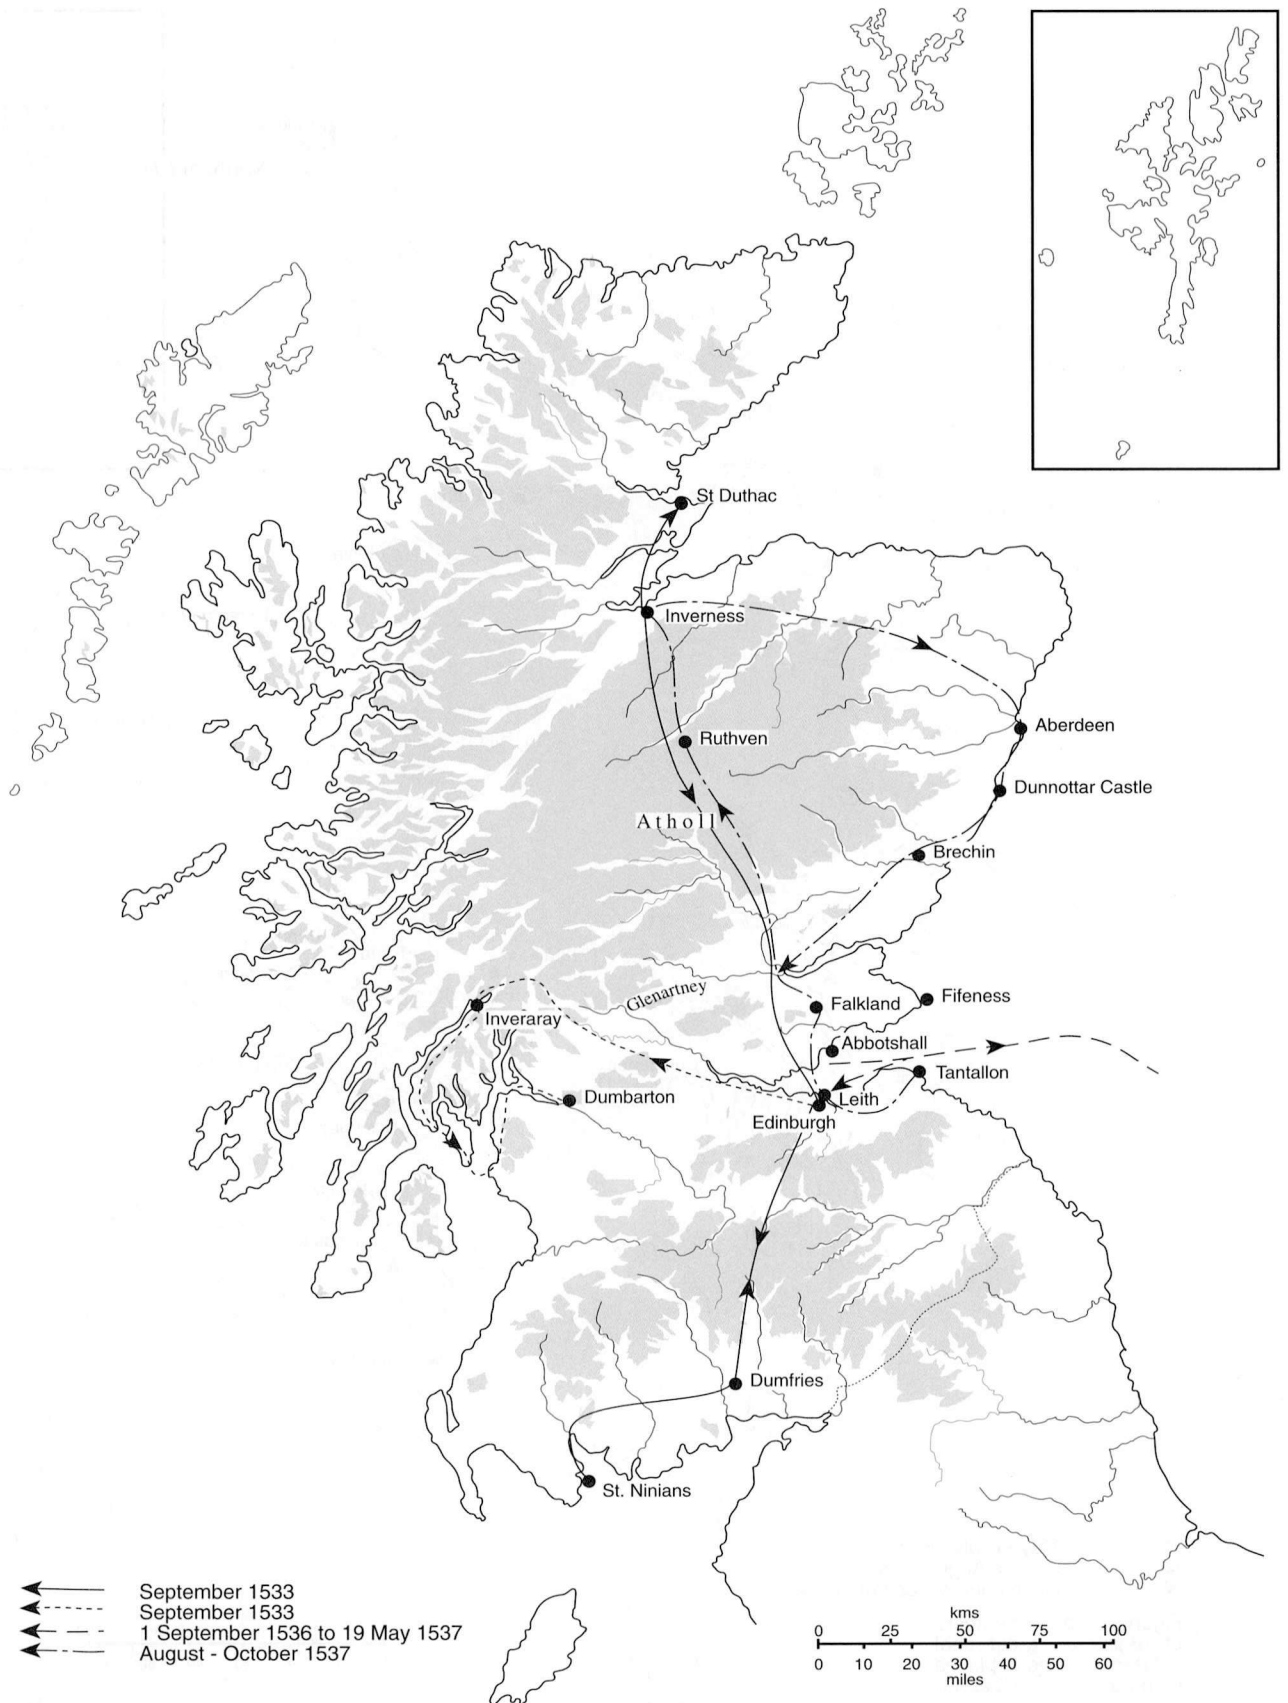 St Duthac
Inverness
Ruthven
Aberdeen
Dunnottar Castle
Atholl
Brechin
Glenartney
Falkland
Fifeness
Inveraray
Abbotshall
Tantallon
Dumbarton
Leith
Edinburgh
Dumfries
St. Ninians
September 1533
September 1533
1 September 1536 to 19 May 1537
August - October 1537
kms
0 25 50 75 100
0 10 20 30 40 50 60
miles